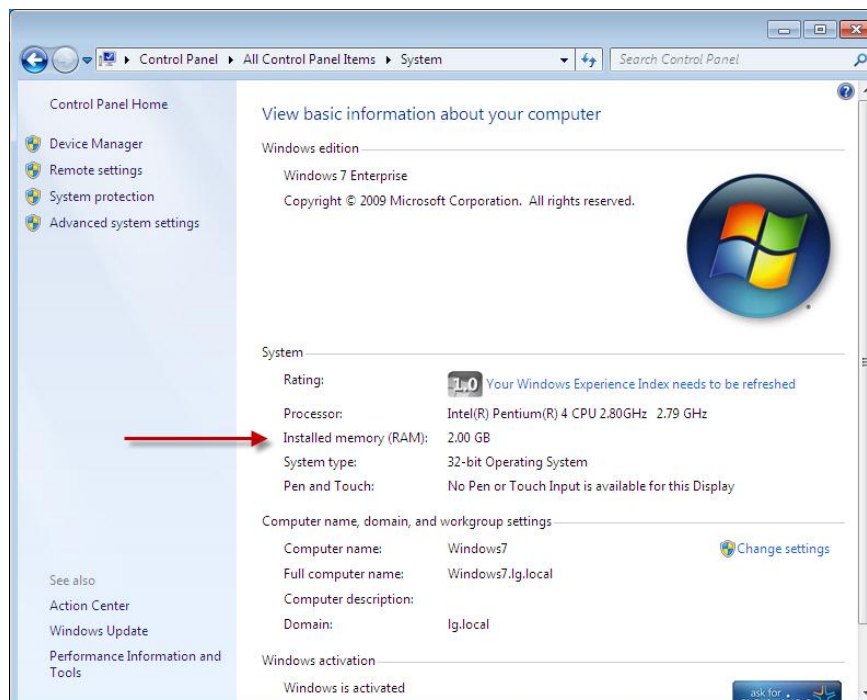 Control Panel ▸ All Control Panel Items ▸ System
Search Control Panel
Control Panel Home
Device Manager
Remote settings
System protection
Advanced system settings
See also
Action Center
Windows Update
Performance Information and
Tools
View basic information about your computer
Windows edition
Windows 7 Enterprise
Copyright © 2009 Microsoft Corporation. All rights reserved.
System
Rating:
1.0 Your Windows Experience Index needs to be refreshed
Processor: Intel(R) Pentium(R) 4 CPU 2.80GHz 2.79 GHz
Installed memory (RAM): 2.00 GB
System type: 32-bit Operating System
Pen and Touch: No Pen or Touch Input is available for this Display
Computer name, domain, and workgroup settings
Computer name: Windows7
Change settings
Full computer name: Windows7.lg.local
Computer description:
Domain: lg.local
Windows activation
Windows is activated
ask for